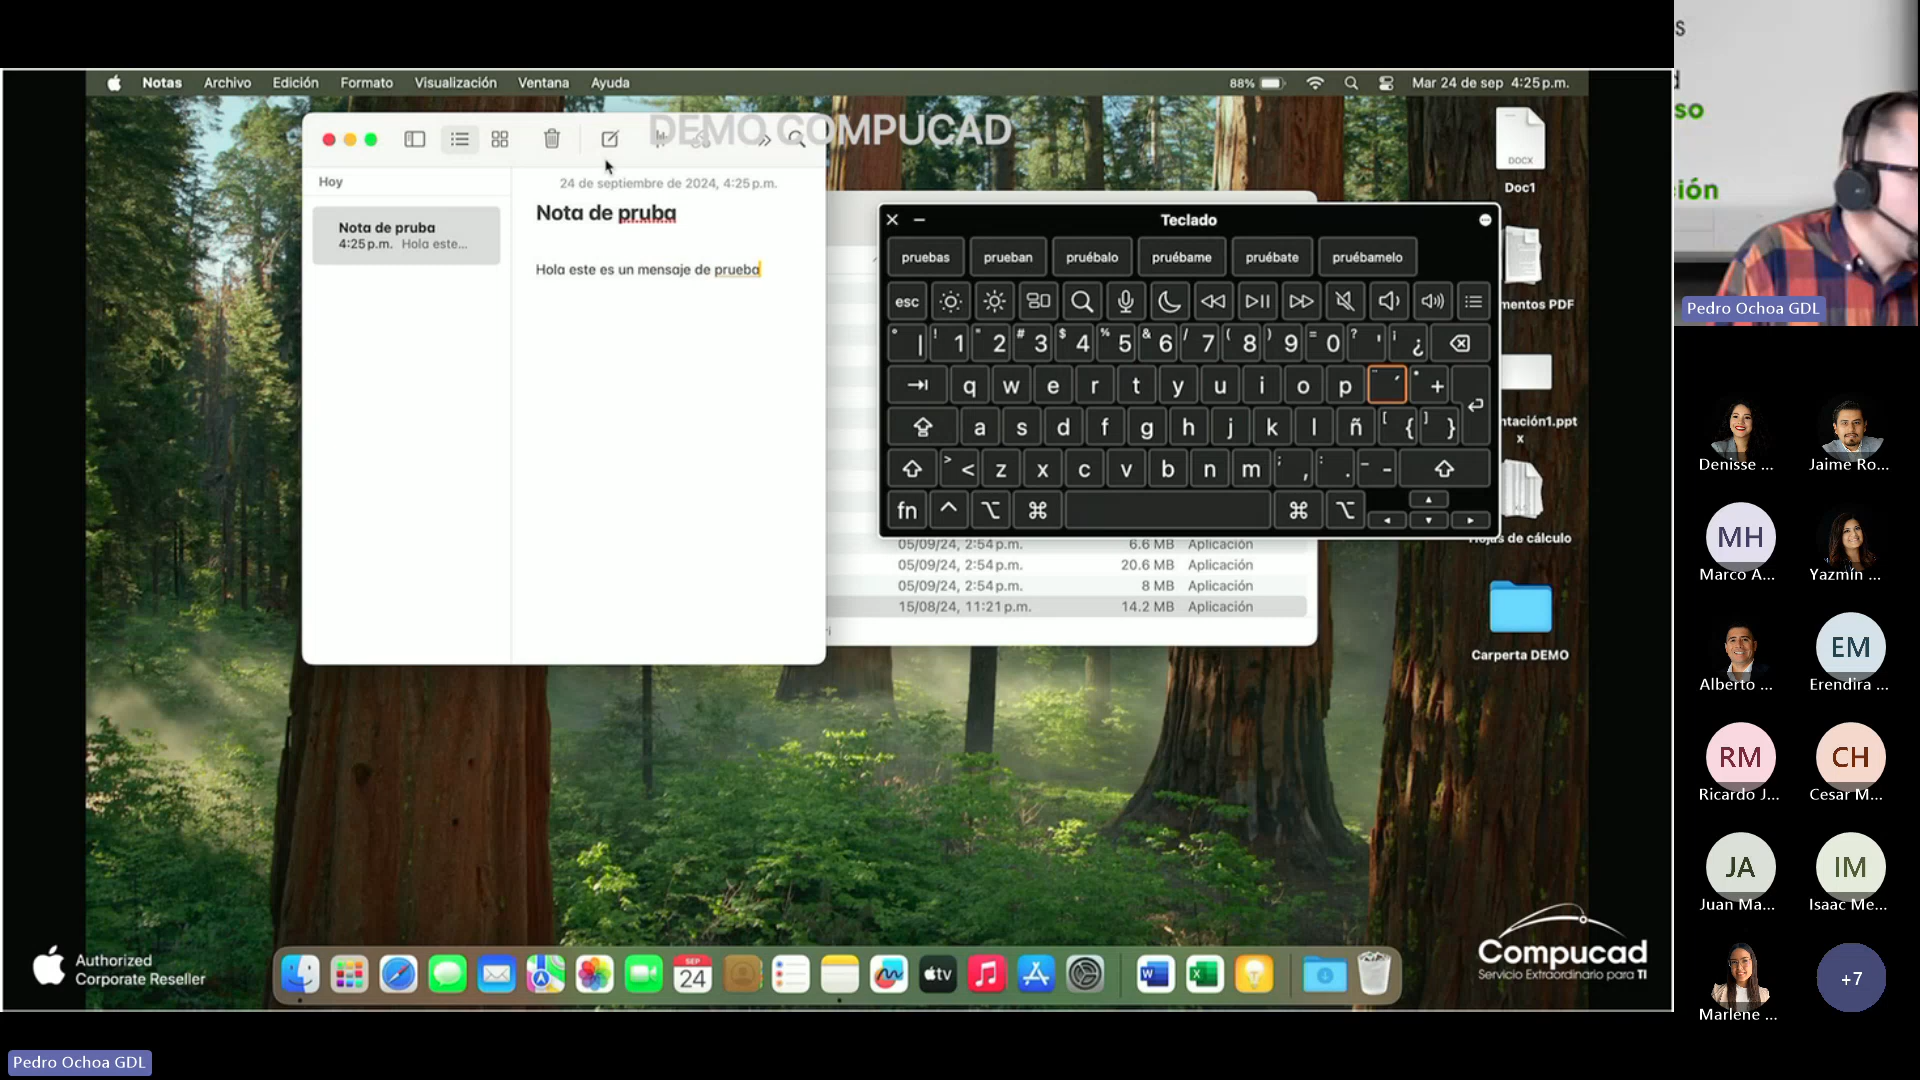 Notas Archivo Edición Formato Visualización Ventana Ayuda
88% Mar 24 de sep 4:25 p.m.
DEMO COMPUCAD
Hoy
Nota de pruba
4:25 p.m. Hola este...
24 de septiembre de 2024, 4:25 p.m.
Nota de pruba
Hola este es un mensaje de prueba
Teclado
pruebas prueban pruébalo pruébame pruébate pruébamelo
esc
° | ! 1 " 2 # 3 $ 4 % 5 & 6 / 7 ( 8 ) 9 = 0 ? ' ¡ ¿
q w e r t y u i o p ¨ ´ * +
a s d f g h j k l ñ [ { ] }
> < z x c v b n m ; , : . _ -
fn ^ ⌥ ⌘ ⌘ ⌥
05/09/24, 2:54 p.m. 6.6 MB Aplicación
05/09/24, 2:54 p.m. 20.6 MB Aplicación
05/09/24, 2:54 p.m. 8 MB Aplicación
15/08/24, 11:21 p.m. 14.2 MB Aplicación
DOCX
Doc1
mentos PDF
ntación1.ppt
x
Hojas de cálculo
Carperta DEMO
SEP
24
tv
Authorized
Corporate Reseller
Compucad
Servicio Extraordinario para TI
Pedro Ochoa GDL
s
so
ión
Pedro Ochoa GDL
Denisse ...
Jaime Ro...
MH
Marco A...
Yazmín ...
Alberto ...
EM
Erendira ...
RM
Ricardo J...
CH
Cesar M...
JA
Juan Ma...
IM
Isaac Me...
Marlene ...
+7